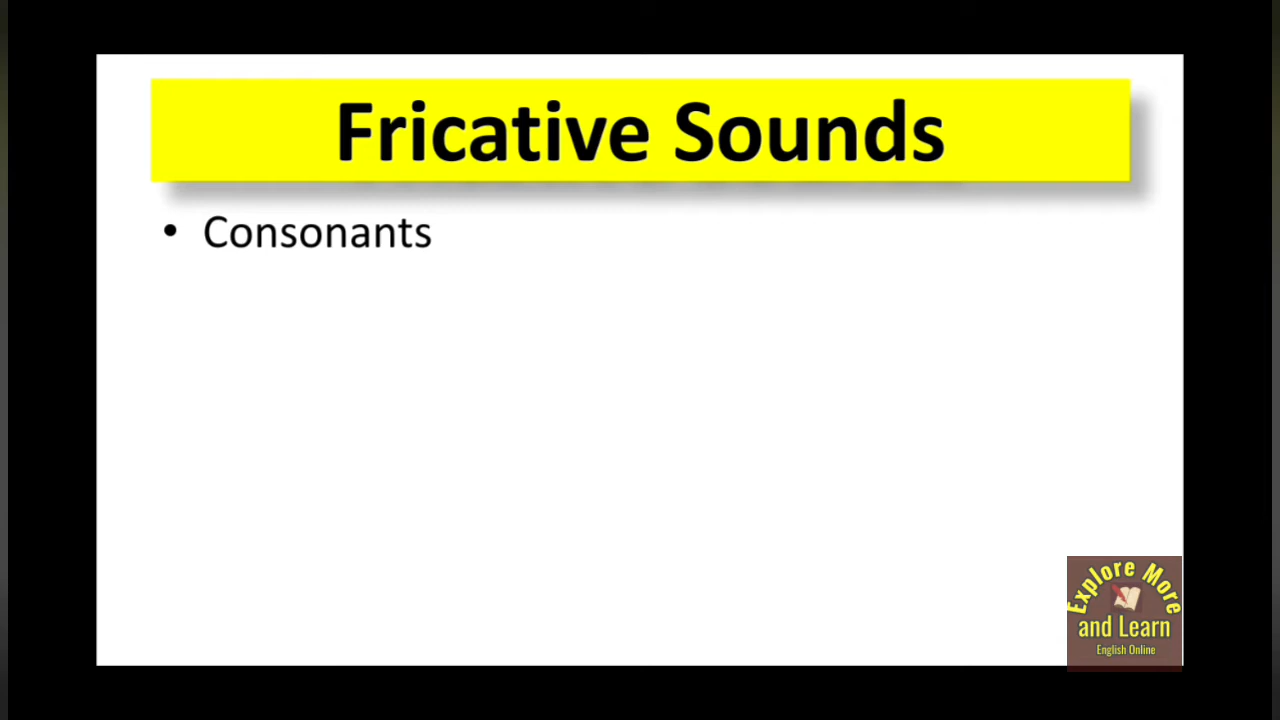 Fricative Sounds
• Consonants
Explore More
and Learn
English Online